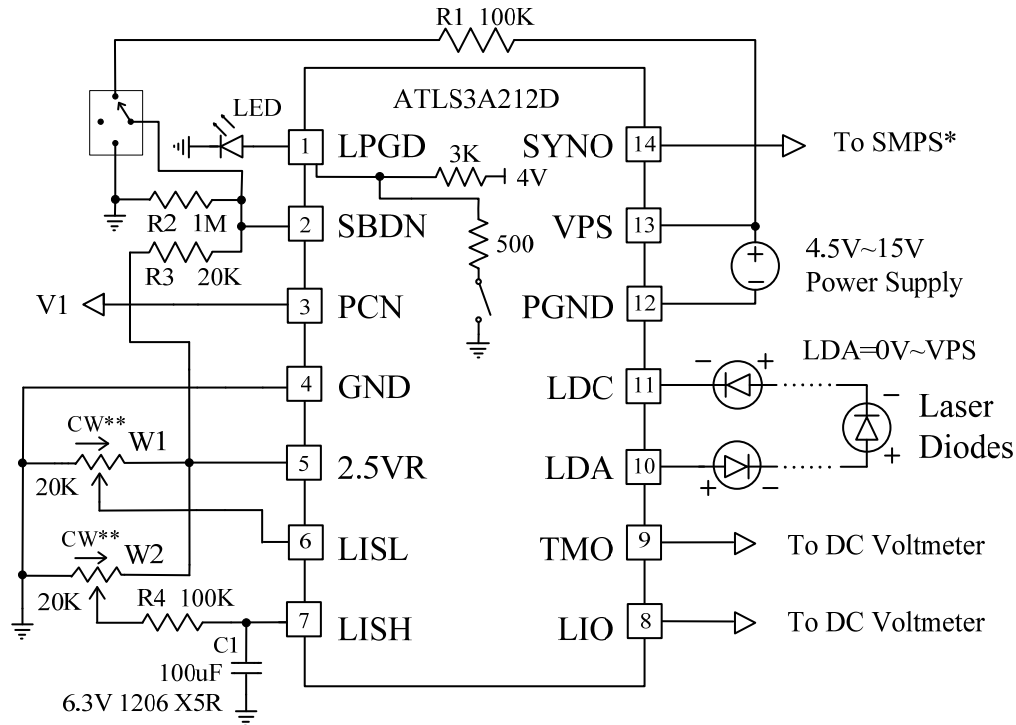 R1 100K
ATLS3A212D
LED
1 LPGD
3K
4V
SYNO 14
To SMPS*
R2 1M
2 SBDN
500
VPS 13
4.5V~15V
Power Supply
R3 20K
V1
3 PCN
PGND 12
LDA=0V~VPS
4 GND
LDC 11
- +
-
+
Laser
Diodes
CW**
W1
20K
5 2.5VR
LDA 10
+ -
6 LISL
TMO 9
To DC Voltmeter
CW**
W2
20K
R4 100K
7 LISH
LIO 8
To DC Voltmeter
C1
100uF
6.3V 1206 X5R
+
-